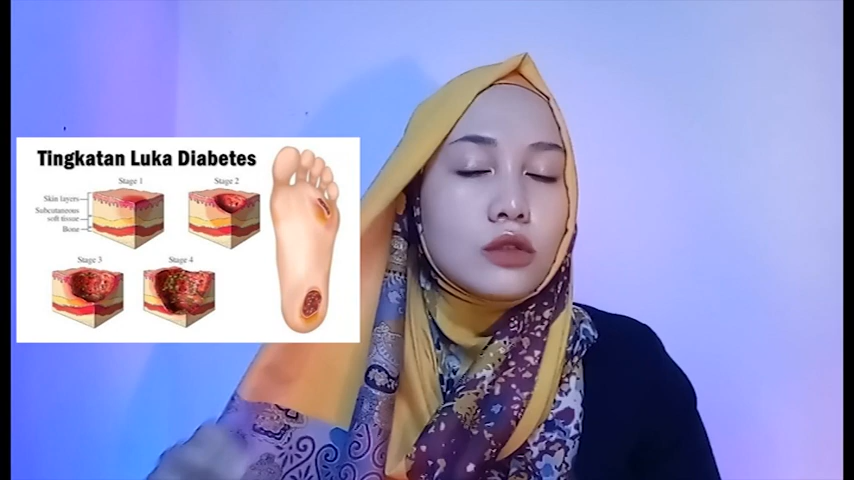 Tingkatan Luka Diabetes
Stage 1
Stage 2
Skin layers
Subcutaneous
soft tissue
Bone
Stage 3
Stage 4